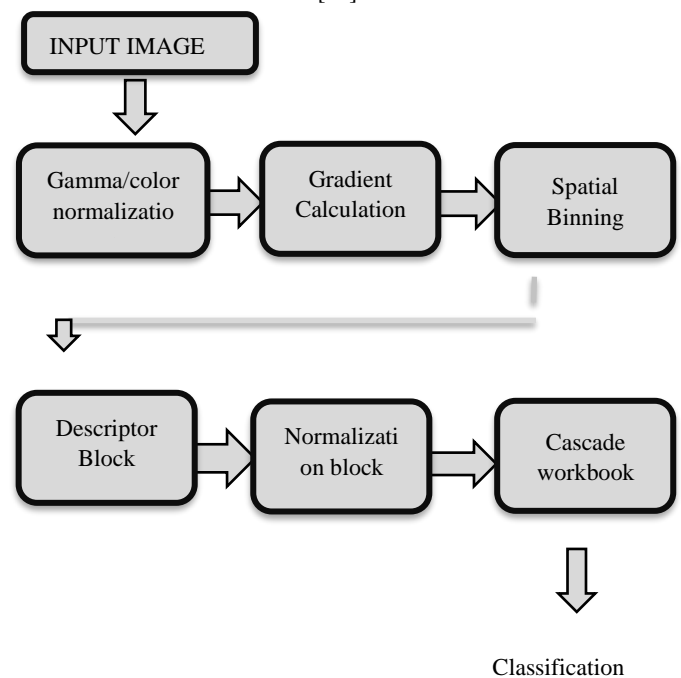 INPUT IMAGE
Gamma/color
normalizatio
Gradient
Calculation
Spatial
Binning
Descriptor
Block
Normalizati
on block
Cascade
workbook
Classification